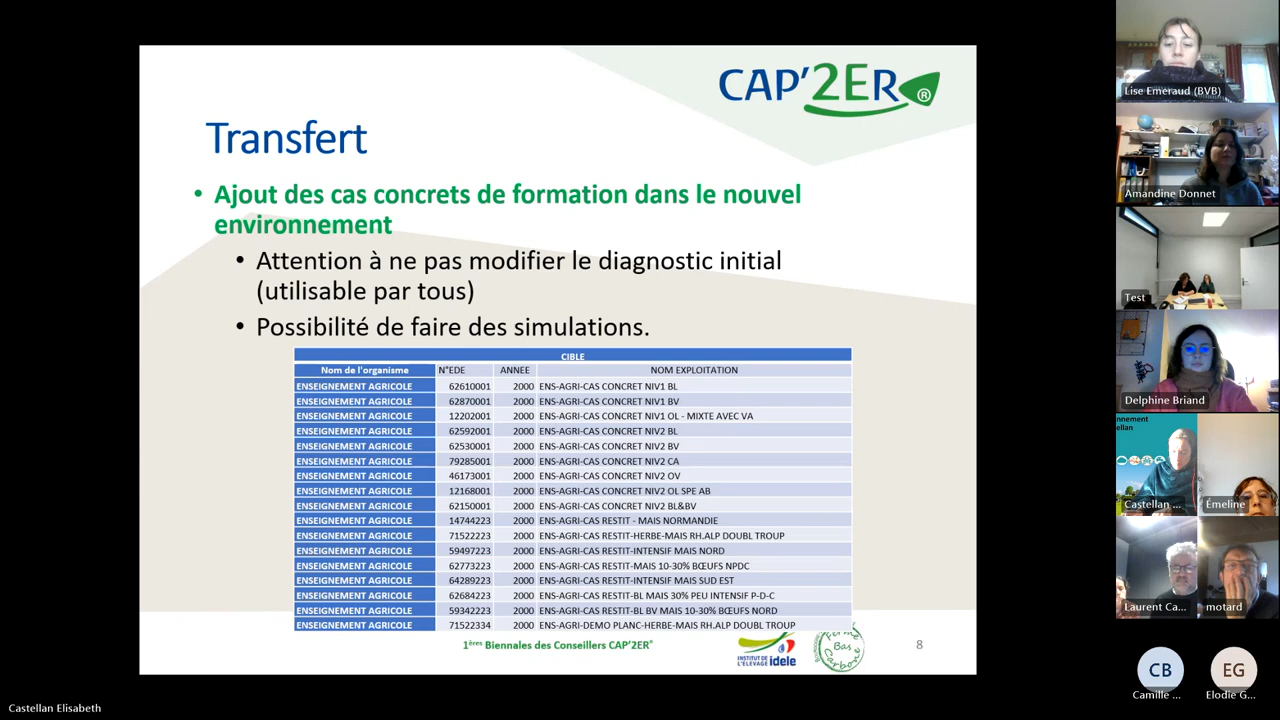 CAP'2ER®
Transfert
• Ajout des cas concrets de formation dans le nouvel
environnement
• Attention à ne pas modifier le diagnostic initial
(utilisable par tous)
• Possibilité de faire des simulations.
CIBLE
Nom de l'organisme N°EDE ANNEE NOM EXPLOITATION
ENSEIGNEMENT AGRICOLE 62610001 2000 ENS-AGRI-CAS CONCRET NIV1 BL
ENSEIGNEMENT AGRICOLE 62870001 2000 ENS-AGRI-CAS CONCRET NIV1 BV
ENSEIGNEMENT AGRICOLE 12202001 2000 ENS-AGRI-CAS CONCRET NIV1 OL - MIXTE AVEC VA
ENSEIGNEMENT AGRICOLE 62592001 2000 ENS-AGRI-CAS CONCRET NIV2 BL
ENSEIGNEMENT AGRICOLE 62530001 2000 ENS-AGRI-CAS CONCRET NIV2 BV
ENSEIGNEMENT AGRICOLE 79285001 2000 ENS-AGRI-CAS CONCRET NIV2 CA
ENSEIGNEMENT AGRICOLE 46173001 2000 ENS-AGRI-CAS CONCRET NIV2 OV
ENSEIGNEMENT AGRICOLE 12168001 2000 ENS-AGRI-CAS CONCRET NIV2 OL SPE AB
ENSEIGNEMENT AGRICOLE 62150001 2000 ENS-AGRI-CAS CONCRET NIV2 BL&BV
ENSEIGNEMENT AGRICOLE 14744223 2000 ENS-AGRI-CAS RESTIT - MAIS NORMANDIE
ENSEIGNEMENT AGRICOLE 71522223 2000 ENS-AGRI-CAS RESTIT-HERBE-MAIS RH.ALP DOUBL TROUP
ENSEIGNEMENT AGRICOLE 59497223 2000 ENS-AGRI-CAS RESTIT-INTENSIF MAIS NORD
ENSEIGNEMENT AGRICOLE 62773223 2000 ENS-AGRI-CAS RESTIT-MAIS 10-30% BŒUFS NPDC
ENSEIGNEMENT AGRICOLE 64289223 2000 ENS-AGRI-CAS RESTIT-INTENSIF MAIS SUD EST
ENSEIGNEMENT AGRICOLE 62684223 2000 ENS-AGRI-CAS RESTIT-BL MAIS 30% PEU INTENSIF P-D-C
ENSEIGNEMENT AGRICOLE 59342223 2000 ENS-AGRI-CAS RESTIT-BL BV MAIS 10-30% BŒUFS NORD
ENSEIGNEMENT AGRICOLE 71522334 2000 ENS-AGRI-DEMO PLANC-HERBE-MAIS RH.ALP DOUBL TROUP
1ères Biennales des Conseillers CAP'2ER®
INSTITUT DE
L'ÉLEVAGE idele
Ferme
Bas
Carbone
8
Castellan Elisabeth
Lise Emeraud (BVB)
Amandine Donnet
Test
Delphine Briand
nnement
ellan
Castellan ...
Émeline
Laurent Ca...
motard
CB
Camille ...
EG
Elodie G...